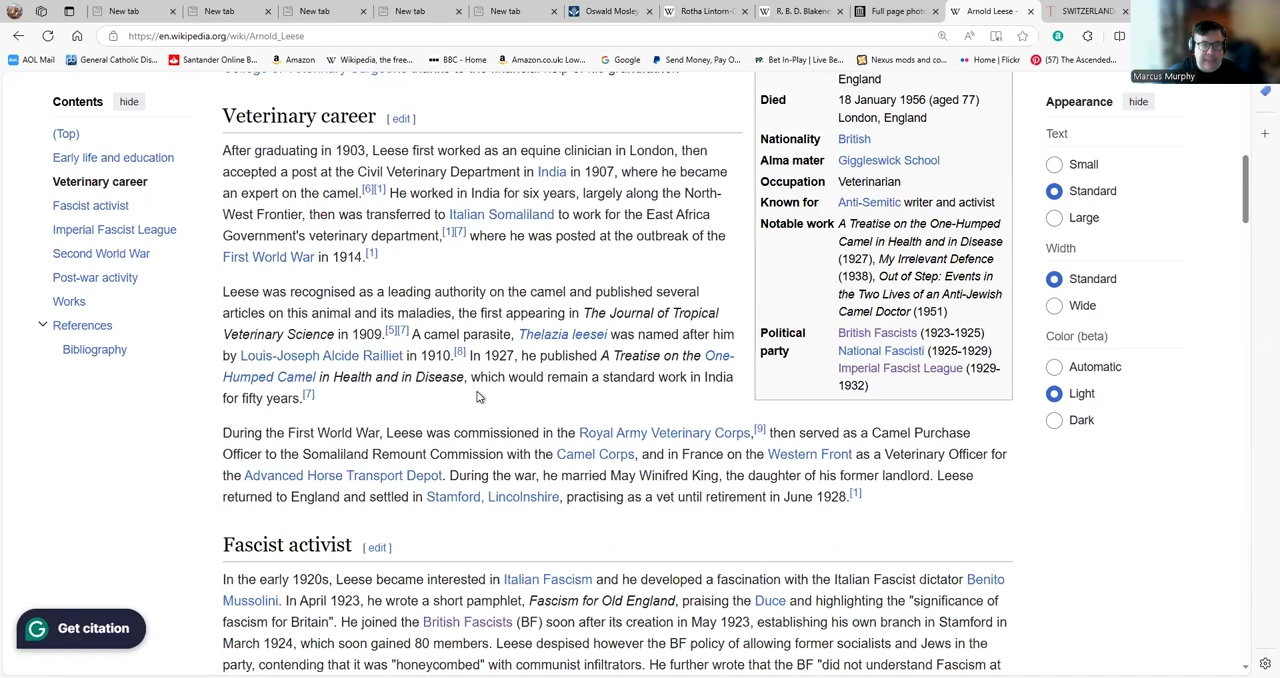 New tab
New tab
New tab
New tab
New tab
Oswald Mosley
Rotha Lintorn-
R. B. D. Blakene
Full page phot
Arnold Leese -
SWITZERLAND
https://en.wikipedia.org/wiki/Arnold_Leese
AOL Mail
General Catholic Dis...
Santander Online B...
Amazon
Wikipedia, the free...
BBC - Home
Amazon.co.uk: Low...
Google
Send Money, Pay O...
Bet In-Play | Live Be...
Nexus mods and co...
Home | Flickr
(57) The Ascended...
Marcus Murphy
Contents hide
(Top)
Early life and education
Veterinary career
Fascist activist
Imperial Fascist League
Second World War
Post-war activity
Works
References
Bibliography
Get citation
Veterinary career [ edit ]
After graduating in 1903, Leese first worked as an equine clinician in London, then
accepted a post at the Civil Veterinary Department in India in 1907, where he became
an expert on the camel.[6][1] He worked in India for six years, largely along the North-
West Frontier, then was transferred to Italian Somaliland to work for the East Africa
Government's veterinary department,[1][7] where he was posted at the outbreak of the
First World War in 1914.[1]
Leese was recognised as a leading authority on the camel and published several
articles on this animal and its maladies, the first appearing in The Journal of Tropical
Veterinary Science in 1909.[5][7] A camel parasite, Thelazia leesei was named after him
by Louis-Joseph Alcide Railliet in 1910.[8] In 1927, he published A Treatise on the One-
Humped Camel in Health and in Disease, which would remain a standard work in India
for fifty years.[7]
During the First World War, Leese was commissioned in the Royal Army Veterinary Corps,[9] then served as a Camel Purchase
Officer to the Somaliland Remount Commission with the Camel Corps, and in France on the Western Front as a Veterinary Officer for
the Advanced Horse Transport Depot. During the war, he married May Winifred King, the daughter of his former landlord. Leese
returned to England and settled in Stamford, Lincolnshire, practising as a vet until retirement in June 1928.[1]
Fascist activist [ edit ]
In the early 1920s, Leese became interested in Italian Fascism and he developed a fascination with the Italian Fascist dictator Benito
Mussolini. In April 1923, he wrote a short pamphlet, Fascism for Old England, praising the Duce and highlighting the "significance of
fascism for Britain". He joined the British Fascists (BF) soon after its creation in May 1923, establishing his own branch in Stamford in
March 1924, which soon gained 80 members. Leese despised however the BF policy of allowing former socialists and Jews in the
party, contending that it was "honeycombed" with communist infiltrators. He further wrote that the BF "did not understand Fascism at
England
Died 18 January 1956 (aged 77)
London, England
Nationality British
Alma mater Giggleswick School
Occupation Veterinarian
Known for Anti-Semitic writer and activist
Notable work A Treatise on the One-Humped
Camel in Health and in Disease
(1927), My Irrelevant Defence
(1938), Out of Step: Events in
the Two Lives of an Anti-Jewish
Camel Doctor (1951)
Political British Fascists (1923-1925)
party National Fascisti (1925-1929)
Imperial Fascist League (1929-
1932)
Appearance hide
Text
Small
Standard
Large
Width
Standard
Wide
Color (beta)
Automatic
Light
Dark